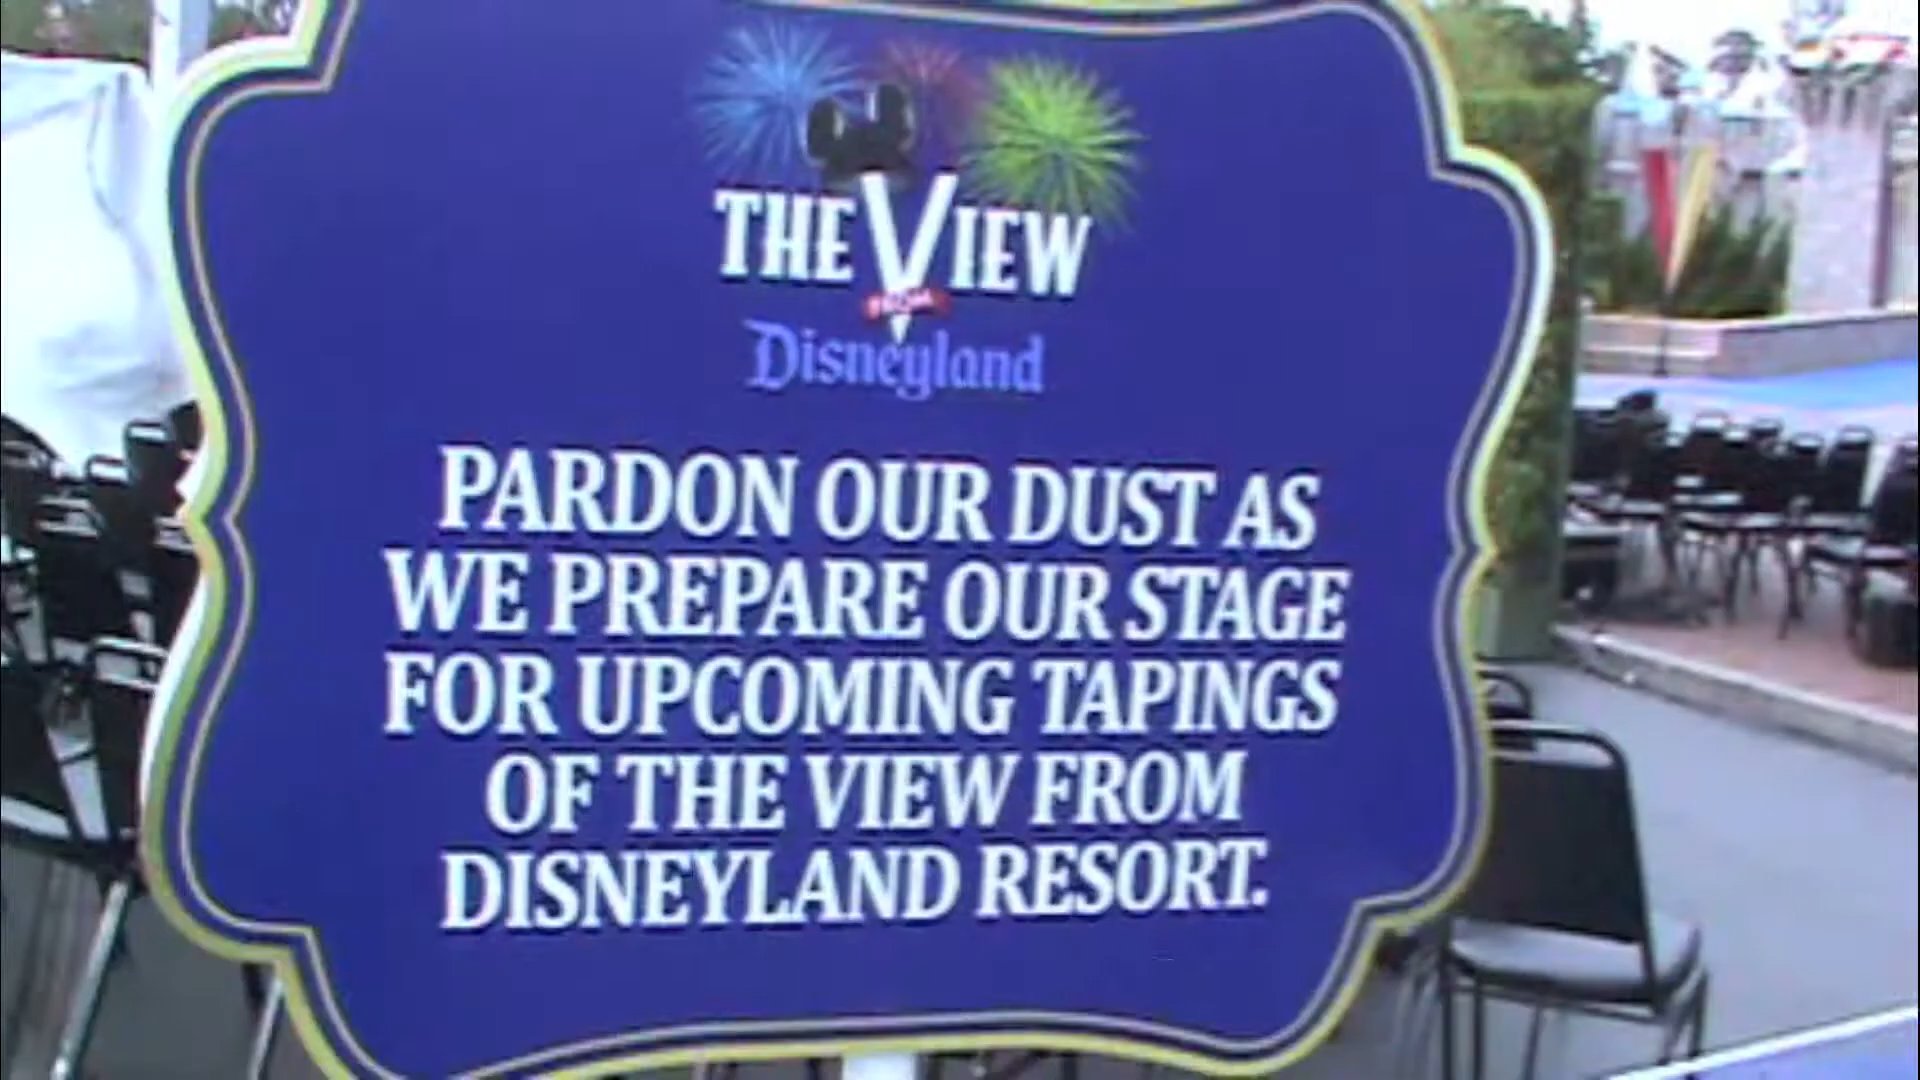 THE VIEW
FROM
Disneyland
PARDON OUR DUST AS
WE PREPARE OUR STAGE
FOR UPCOMING TAPINGS
OF THE VIEW FROM
DISNEYLAND RESORT.